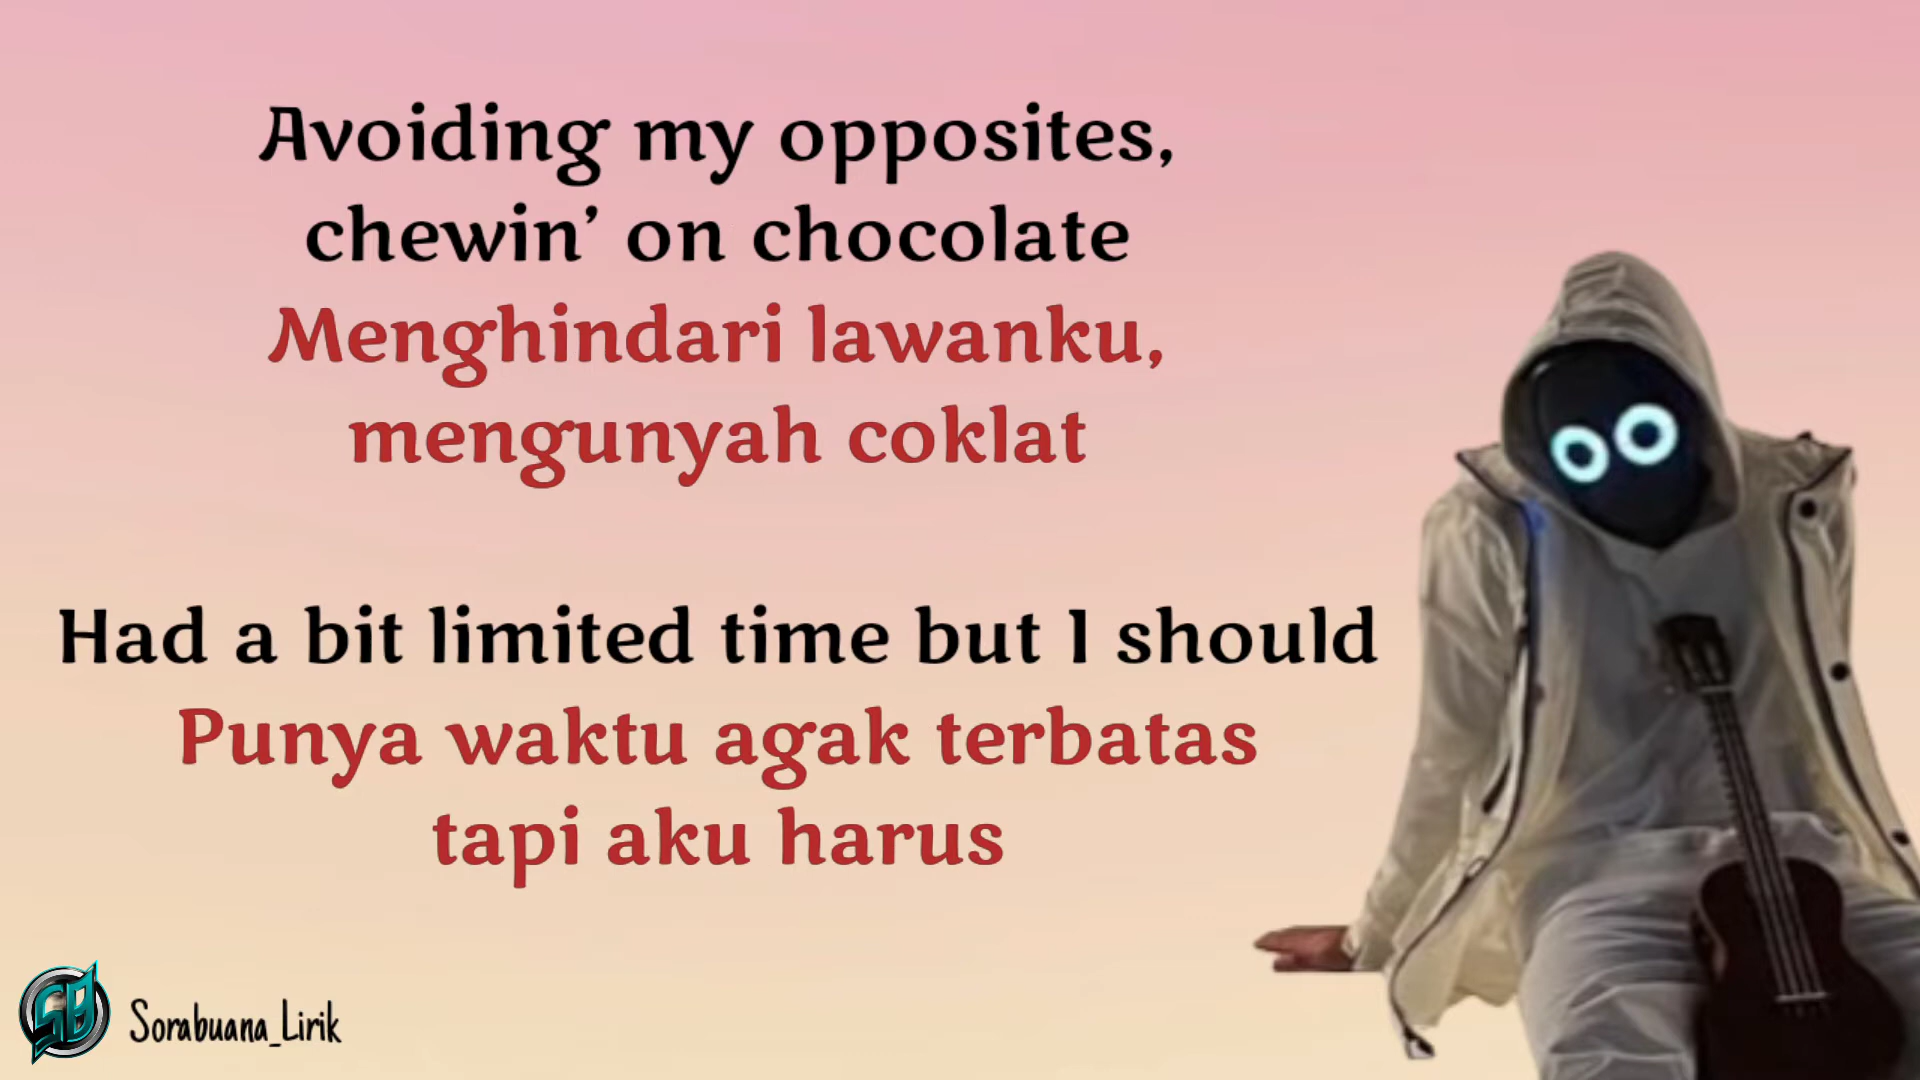 Avoiding my opposites,
chewin’ on chocolate
Menghindari lawanku,
mengunyah coklat
Had a bit limited time but I should
Punya waktu agak terbatas
tapi aku harus
Sorabuana_Lirik